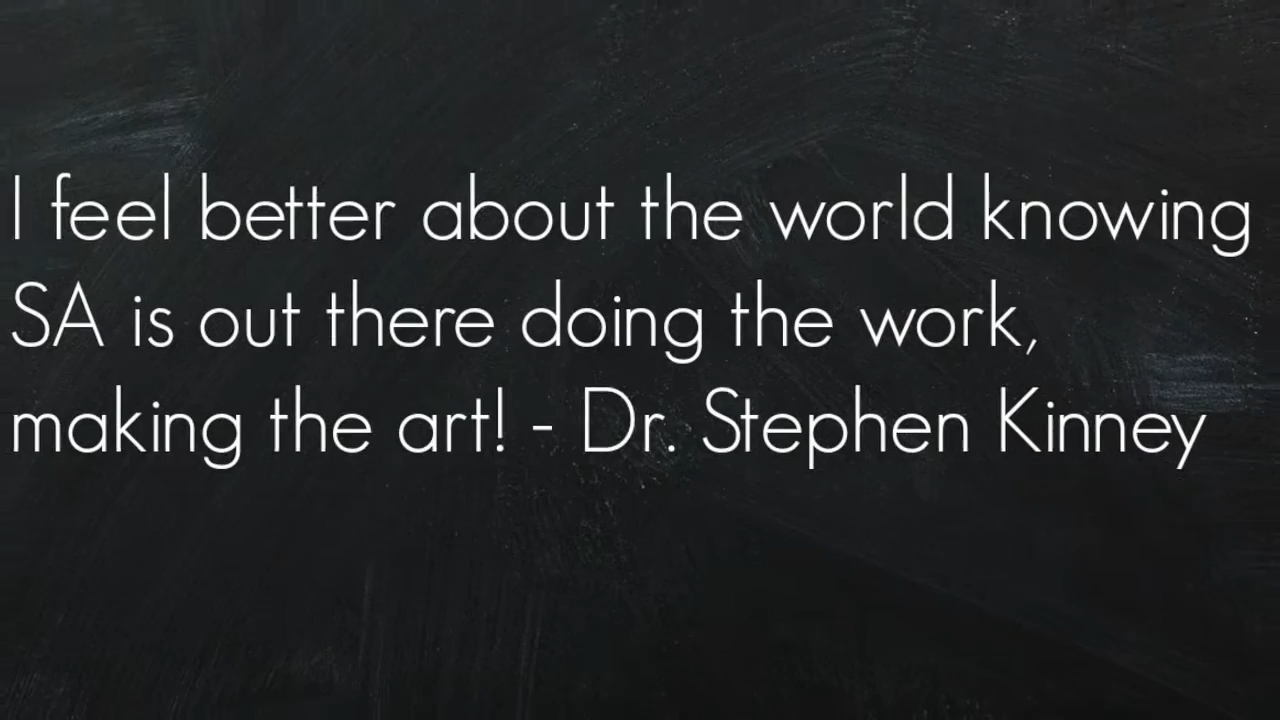 I feel better about the world knowing
SA is out there doing the work,
making the art! - Dr. Stephen Kinney